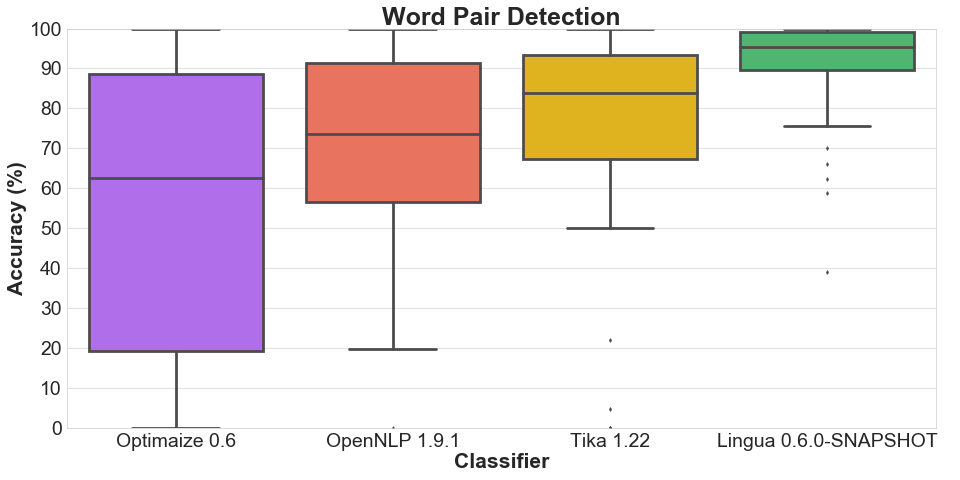 Word Pair Detection
Accuracy (%)
100
90
80
70
60
50
40
30
20
10
0
Optimaize 0.6
OpenNLP 1.9.1
Tika 1.22
Lingua 0.6.0-SNAPSHOT
Classifier